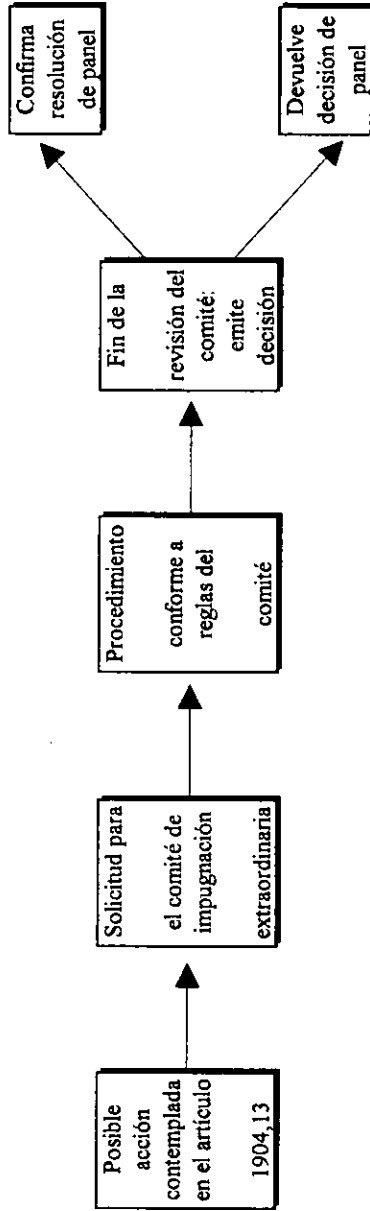 Posible
acción
contemplada
en el artículo
1904,13
Solicitud para
el comité de
impugnación
extraordinaria
Procedimiento
conforme a
reglas del
comité
Fin de la
revisión del
comité:
emite
decisión
Confirma
resolución
de panel
Devuelve
decisión de
panel